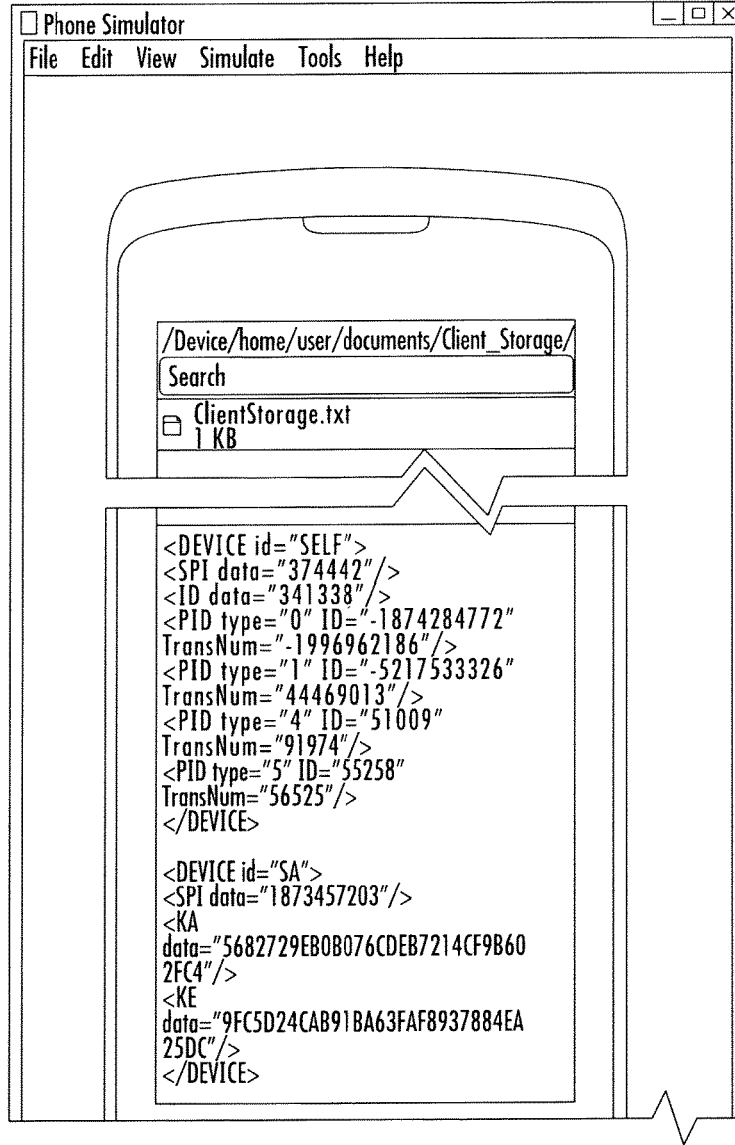 Phone Simulator
File Edit View Simulate Tools Help
/Device/home/user/documents/Client_Storage/
Search
ClientStorage.txt
1 KB
<DEVICE id="SELF">
<SPI data="374442"/>
<ID data="341338"/>
<PID type="0" ID="-1874284772"
TransNum="-1996962186"/>
<PID type="1" ID="-5217533326"
TransNum="44469013"/>
<PID type="4" ID="51009"
TransNum="91974"/>
<PID type="5" ID="55258"
TransNum="56525"/>
</DEVICE>
<DEVICE id="SA">
<SPI data="1873457203"/>
<KA
data="5682729EB0B076CDEB7214CF9B60
2FC4"/>
<KE
data="9FC5D24CAB91BA63FAF8937884EA
25DC"/>
</DEVICE>